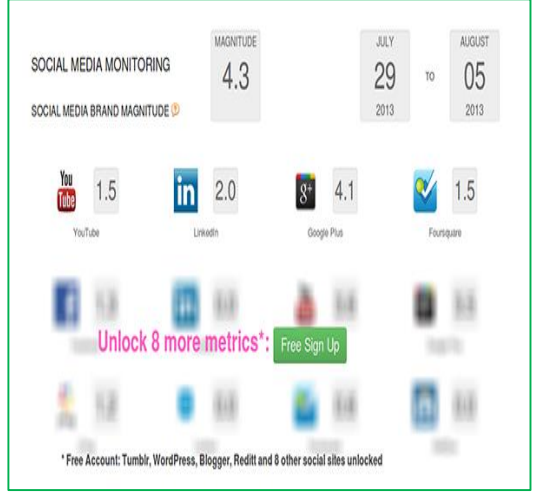 MAGNITUDE
4.3
JULY
29
2013
TO
AUGUST
05
2013
SOCIAL MEDIA MONITORING
SOCIAL MEDIA BRAND MAGNITUDE ?
You
Tube
1.5
in
2.0
g+
4.1
1.5
YouTube
LinkedIn
Google Plus
Foursquare
Unlock 8 more metrics*: Free Sign Up
* Free Account: Tumblr, WordPress, Blogger, Reditt and 8 other social sites unlocked